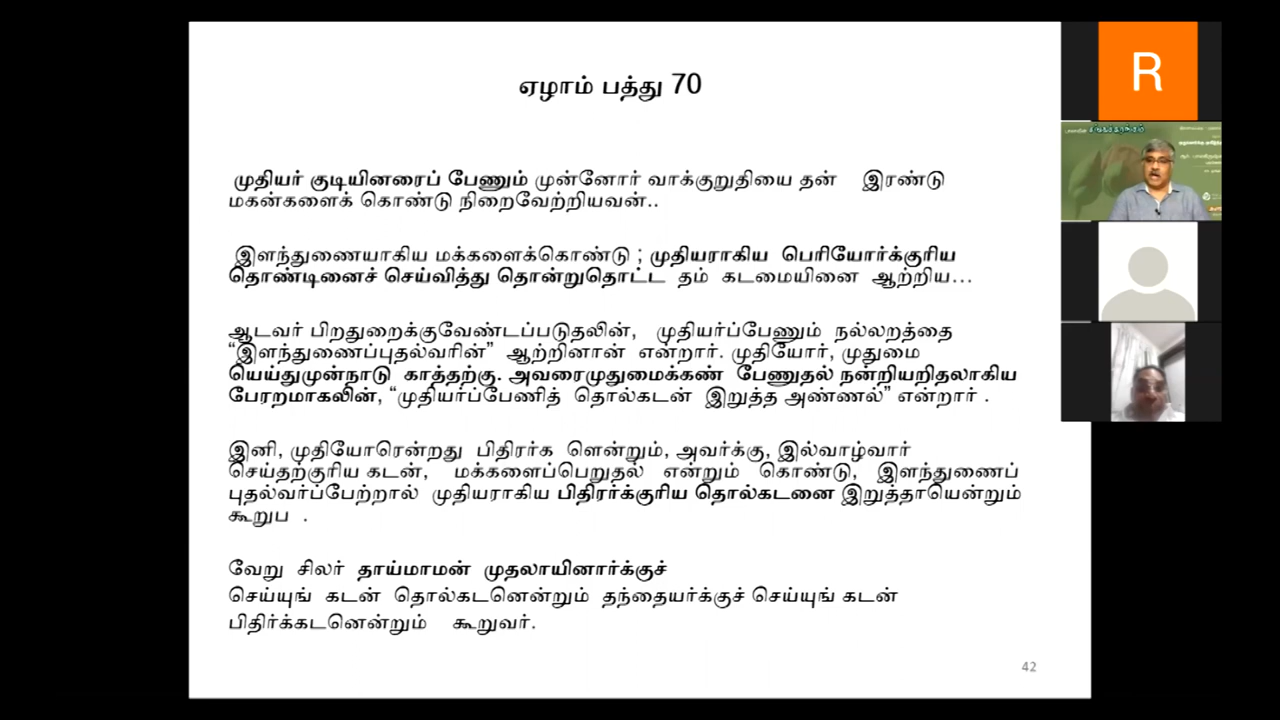 ஏழாம் பத்து 70
முதியர் குடியினரைப் பேணும் முன்னோர் வாக்குறுதியை தன் இரண்டு
மகன்களைக் கொண்டு நிறைவேற்றியவன்..
இளந்துணையாகிய மக்களைக்கொண்டு ; முதியராகிய பெரியோர்க்குரிய
தொண்டினைச் செய்வித்து தொன்றுதொட்ட தம் கடமையினை ஆற்றிய...
ஆடவர் பிறதுறைக்குவேண்டப்படுதலின், முதியர்ப்பேணும் நல்லறத்தை
“இளந்துணைப்புதல்வரின்” ஆற்றினான் என்றார். முதியோர், முதுமை
யெய்துமுன்நாடு காத்தற்கு. அவரைமுதுமைக்கண் பேணுதல் நன்றியறிதலாகிய
பேரறமாகலின், “முதியர்ப்பேணித் தொல்கடன் இறுத்த அண்ணல்” என்றார் .
இனி, முதியோரென்றது பிதிரர்க ளென்றும், அவர்க்கு, இல்வாழ்வார்
செய்தற்குரிய கடன், மக்களைப்பெறுதல் என்றும் கொண்டு, இளந்துணைப்
புதல்வர்ப்பேற்றால் முதியராகிய பிதிரர்க்குரிய தொல்கடனை இறுத்தாயென்றும்
கூறுப .
வேறு சிலர் தாய்மாமன் முதலாயினார்க்குச்
செய்யுங் கடன் தொல்கடனென்றும் தந்தையர்க்குச் செய்யுங் கடன்
பிதிர்க்கடனென்றும் கூறுவர்.
42
R